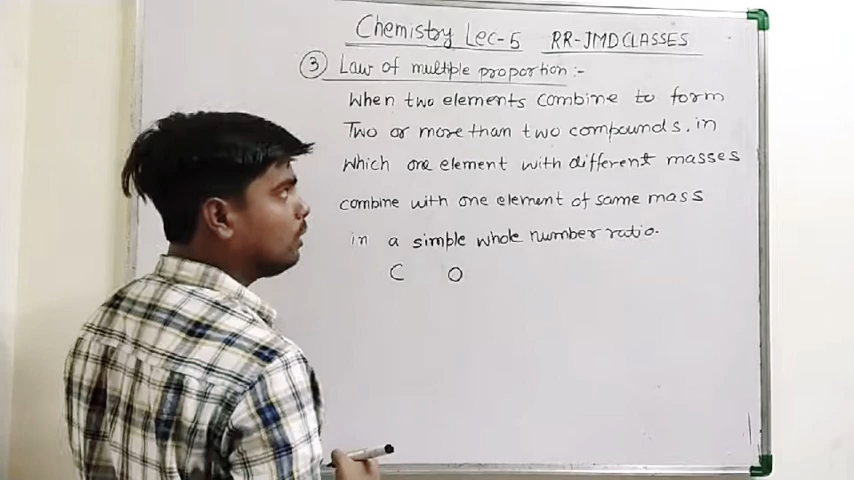 Chemistry Lec-5 RR-JMD CLASSES
3 Law of multiple proportion :-
When two elements combine to form
Two or more than two compounds, in
which one element with different masses
combine with one element of same mass
in a simple whole number ratio.
C O